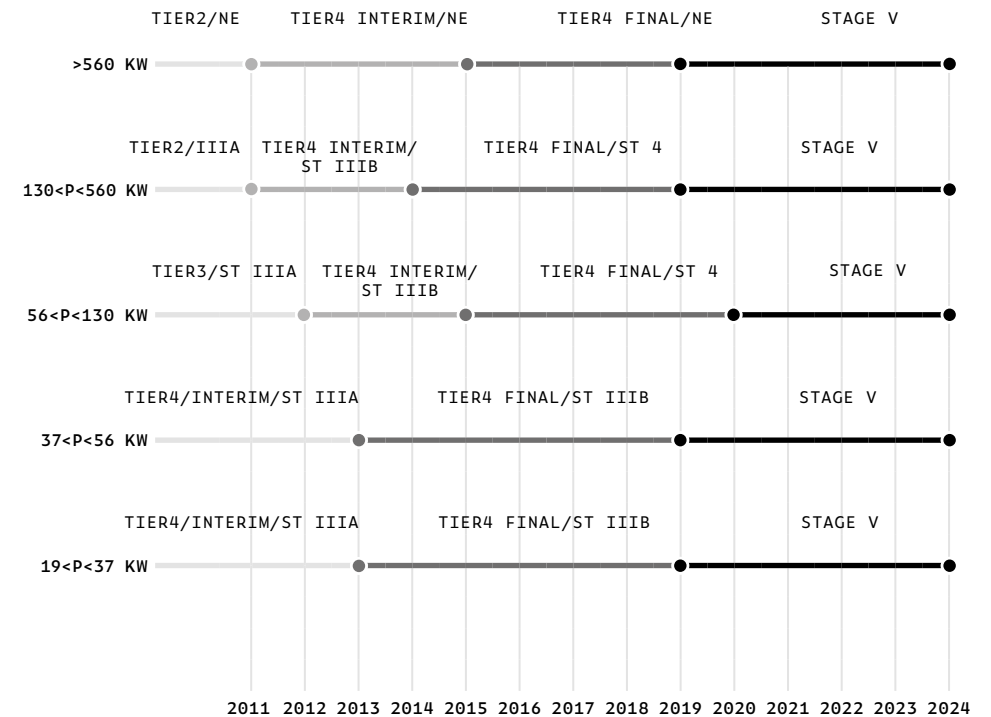 TIER2/NE TIER4 INTERIM/NE TIER4 FINAL/NE STAGE V
>560 KW
TIER2/IIIA TIER4 INTERIM/ TIER4 FINAL/ST 4 STAGE V
ST IIIB
130<P<560 KW
TIER3/ST IIIA TIER4 INTERIM/ TIER4 FINAL/ST 4 STAGE V
ST IIIB
56<P<130 KW
TIER4/INTERIM/ST IIIA TIER4 FINAL/ST IIIB STAGE V
37<P<56 KW
TIER4/INTERIM/ST IIIA TIER4 FINAL/ST IIIB STAGE V
19<P<37 KW
2011 2012 2013 2014 2015 2016 2017 2018 2019 2020 2021 2022 2023 2024